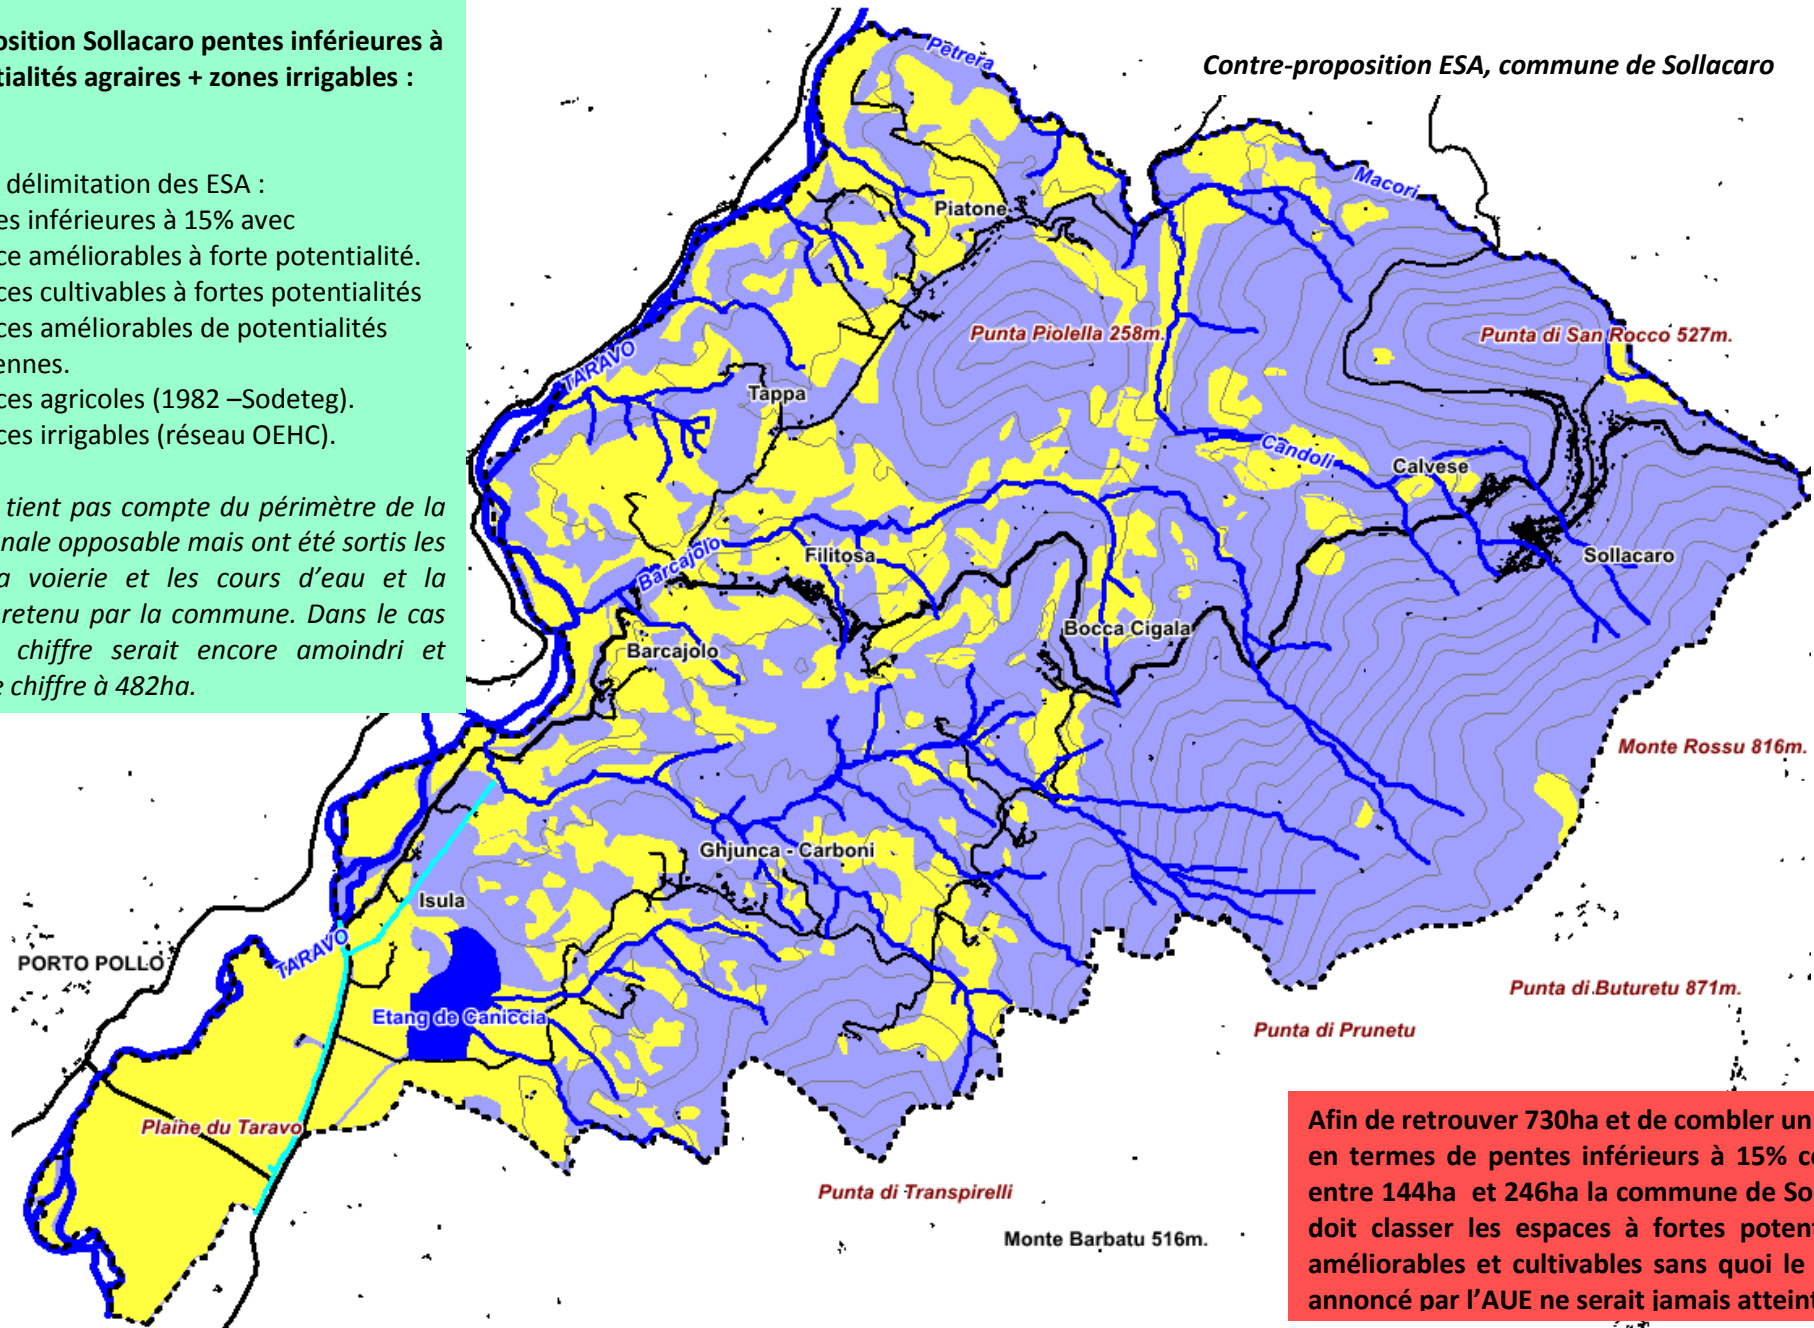 osition Sollacaro pentes inférieures à
tialités agraires + zones irrigables :
délimitation des ESA :
es inférieures à 15% avec
ce améliorables à forte potentialité.
ces cultivables à fortes potentialités
ces améliorables de potentialités
ennes.
ces agricoles (1982 –Sodeteg).
ces irrigables (réseau OEHC).
tient pas compte du périmètre de la
nale opposable mais ont été sortis les
a voierie et les cours d'eau et la
retenu par la commune. Dans le cas
chiffre serait encore amoindri et
e chiffre à 482ha.
Contre-proposition ESA, commune de Sollacaro
Petrera
Macori
Piatone
Punta Piolella 258m.
Punta di San Rocco 527m.
TARAVO
Tappa
Candoli
Calvese
Sollacaro
Filitosa
Barcajolo
Barcajolo
Bocca Cigala
Monte Rossu 816m.
Ghjunca - Carboni
Isula
TARAVO
PORTO POLLO
Etang de Caniccia
Punta di Buturetu 871m.
Punta di Prunetu
Plaine du Taravo
Punta di Transpirelli
Monte Barbatu 516m.
Afin de retrouver 730ha et de combler un
en termes de pentes inférieurs à 15% c
entre 144ha et 246ha la commune de So
doit classer les espaces à fortes poten
améliorables et cultivables sans quoi le
annoncé par l'AUE ne serait jamais atteint